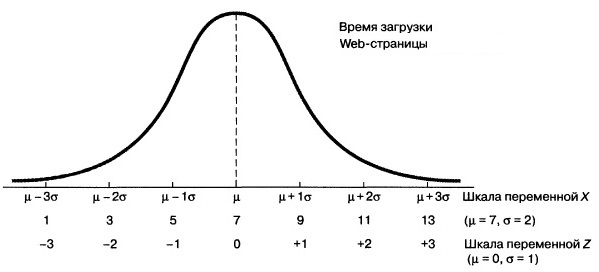 Время загрузки
Web-страницы
μ – 3σ μ – 2σ μ – 1σ μ μ + 1σ μ + 2σ μ + 3σ Шкала переменной X
1 3 5 7 9 11 13 (μ = 7, σ = 2)
–3 –2 –1 0 +1 +2 +3 Шкала переменной Z
(μ = 0, σ = 1)